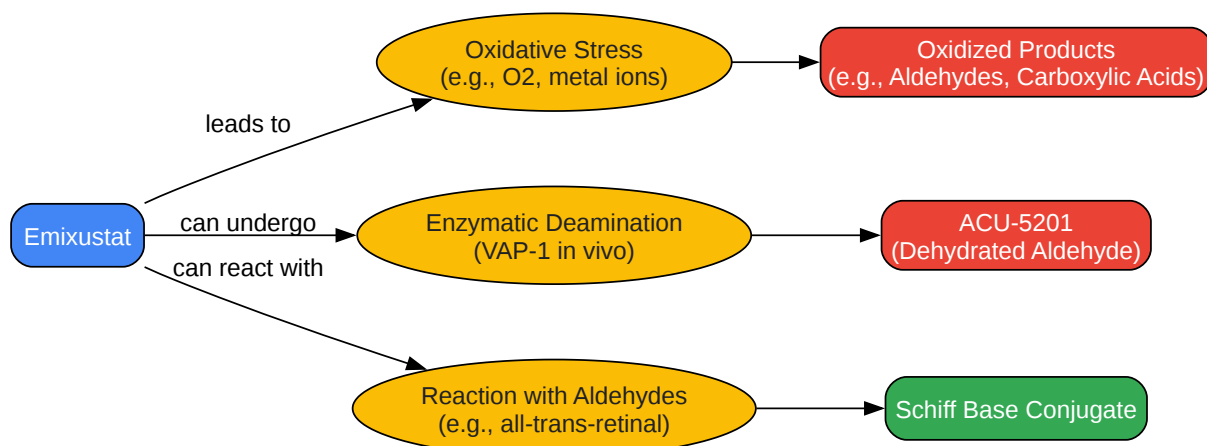 Oxidative Stress
(e.g., O2, metal ions)
Oxidized Products
(e.g., Aldehydes, Carboxylic Acids)
leads to
Emixustat
can undergo
Enzymatic Deamination
(VAP-1 in vivo)
ACU-5201
(Dehydrated Aldehyde)
can react with
Reaction with Aldehydes
(e.g., all-trans-retinal)
Schiff Base Conjugate